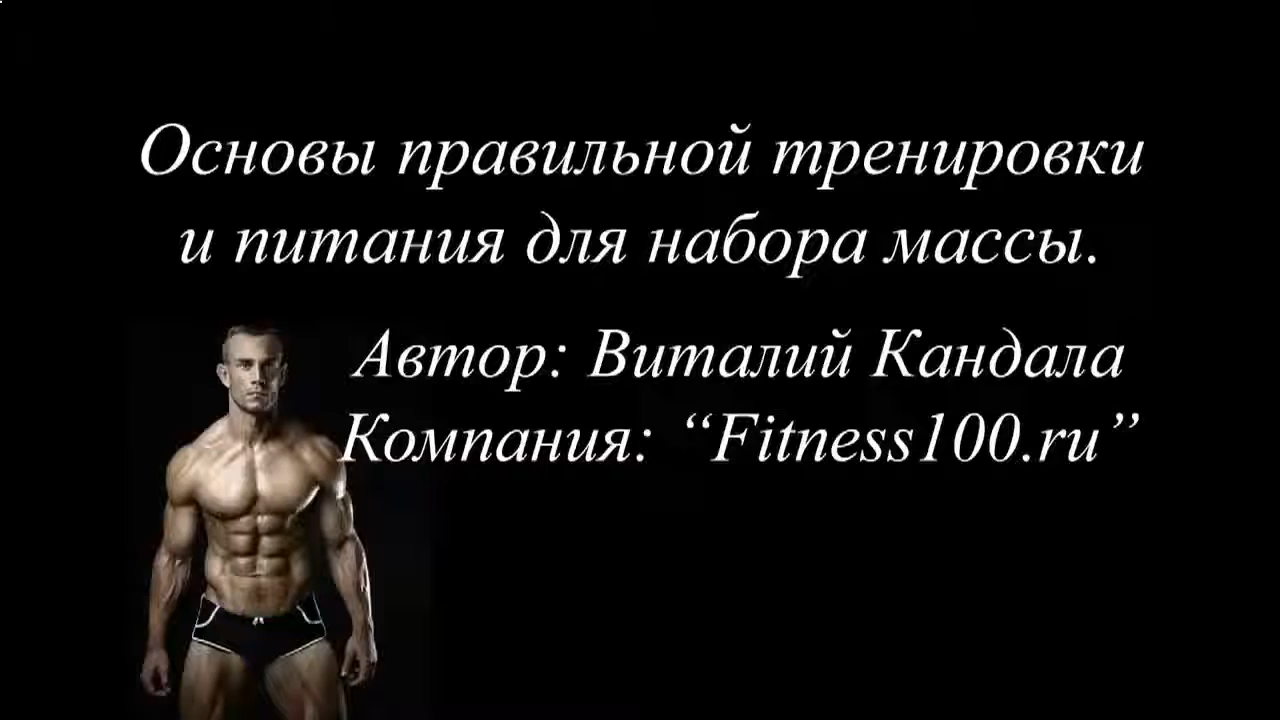 Основы правильной тренировки
и питания для набора массы.
Автор: Виталий Кандала
Компания: “Fitness100.ru”